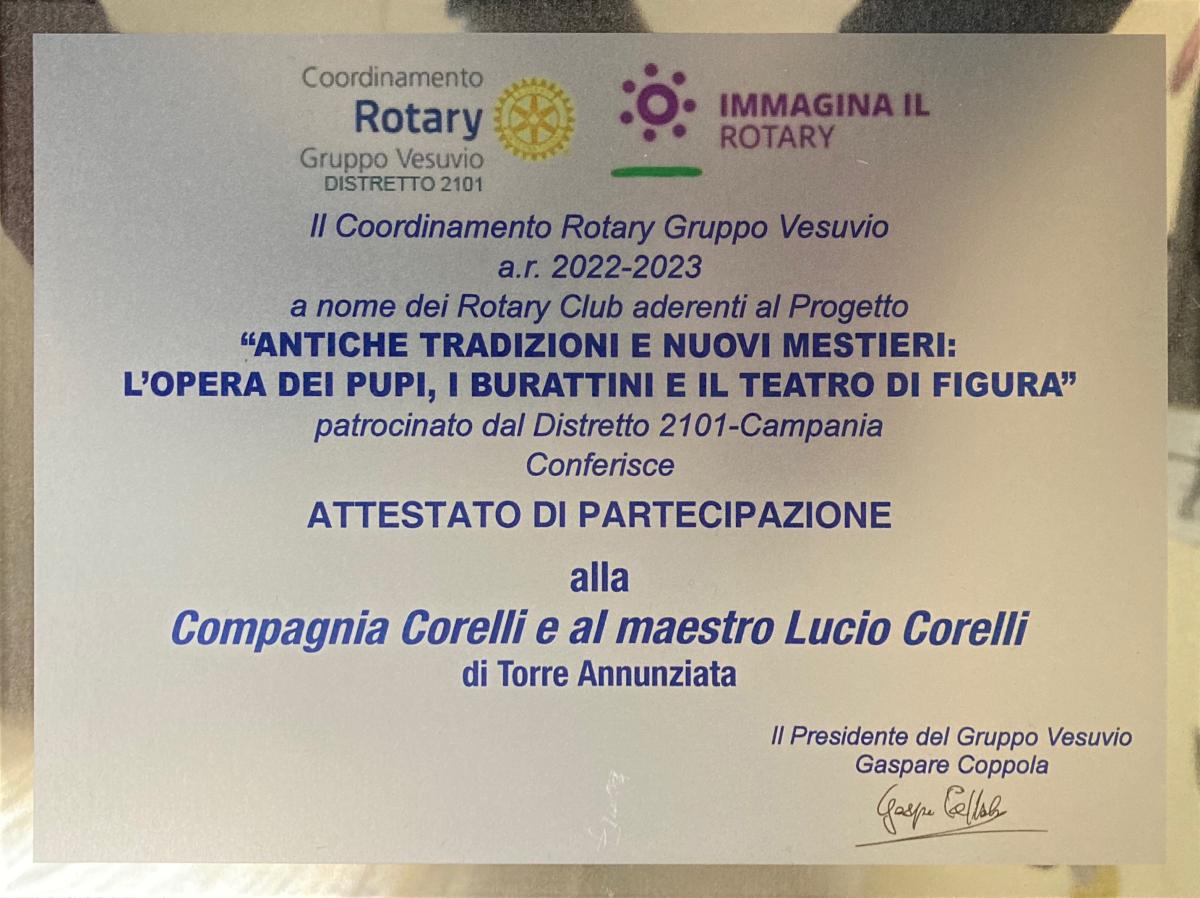 Coordinamento
Rotary
Gruppo Vesuvio
DISTRETTO 2101
IMMAGINA IL
ROTARY
Il Coordinamento Rotary Gruppo Vesuvio
a.r. 2022-2023
a nome dei Rotary Club aderenti al Progetto
“ANTICHE TRADIZIONI E NUOVI MESTIERI:
L’OPERA DEI PUPI, I BURATTINI E IL TEATRO DI FIGURA”
patrocinato dal Distretto 2101-Campania
Conferisce
ATTESTATO DI PARTECIPAZIONE
alla
Compagnia Corelli e al maestro Lucio Corelli
di Torre Annunziata
Il Presidente del Gruppo Vesuvio
Gaspare Coppola